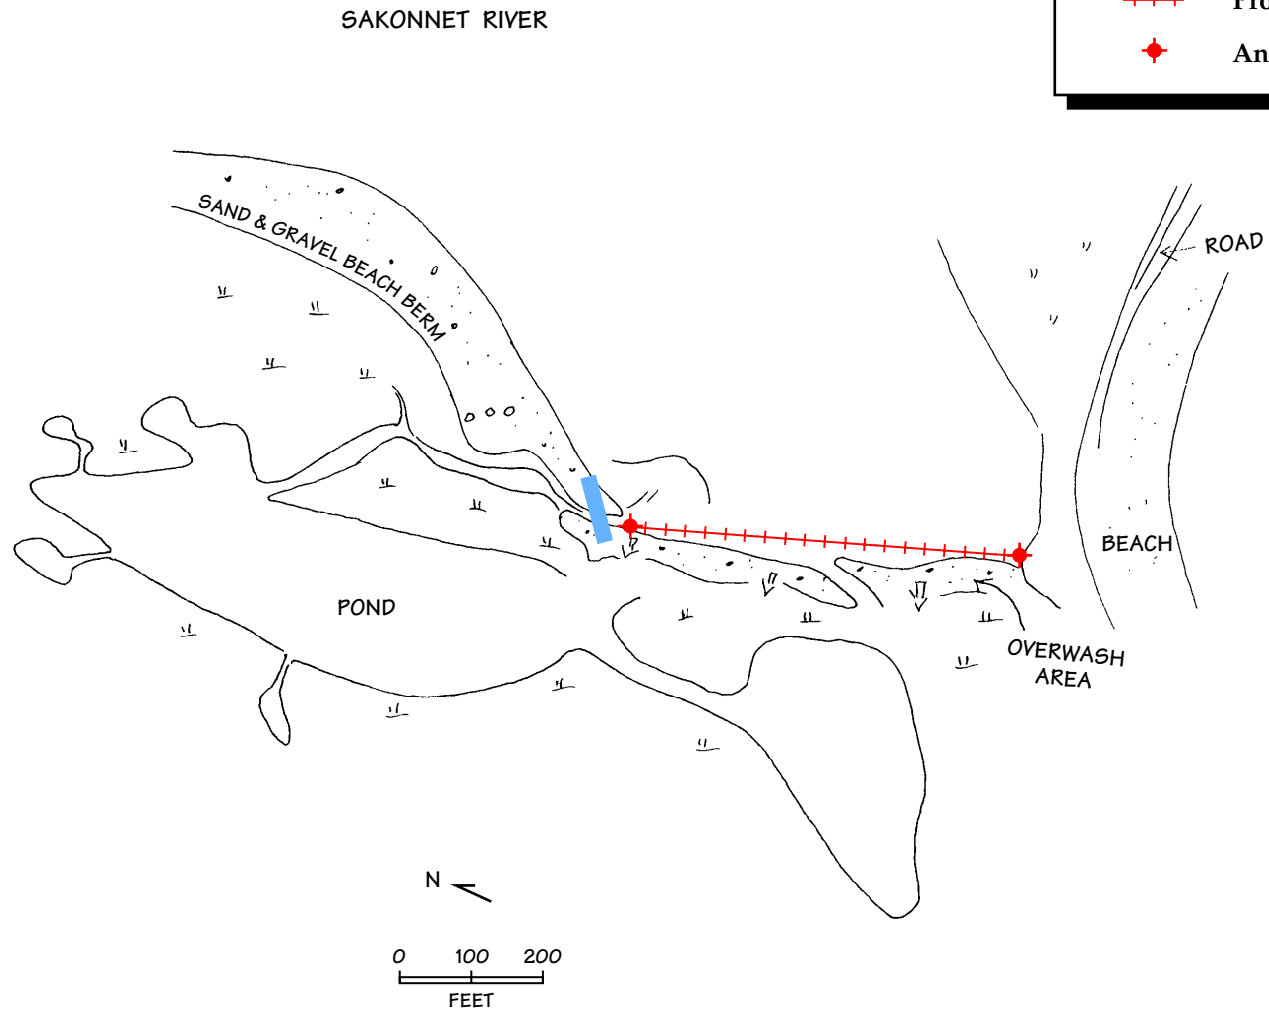 SAKONNET RIVER
SAND & GRAVEL BEACH BERM
ROAD
BEACH
POND
OVERWASH
AREA
N
0 100 200
FEET